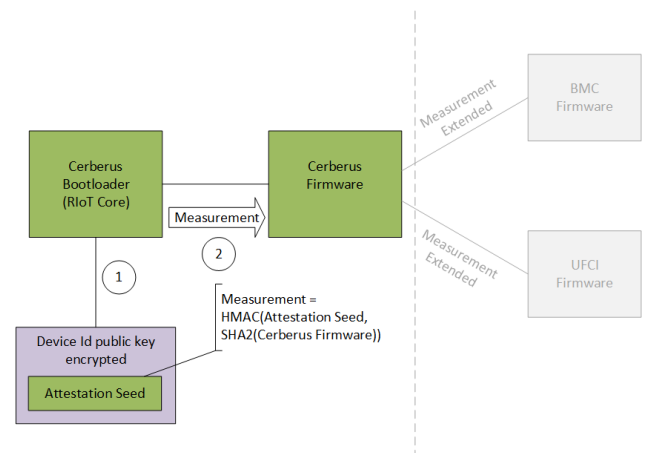 Cerberus
Bootloader
(RIoT Core)
Measurement
Cerberus
Firmware
Measurement
Extended
BMC
Firmware
Measurement
Extended
UFCI
Firmware
1
2
Measurement =
HMAC(Attestation Seed,
SHA2(Cerberus Firmware))
Device Id public key
encrypted
Attestation Seed